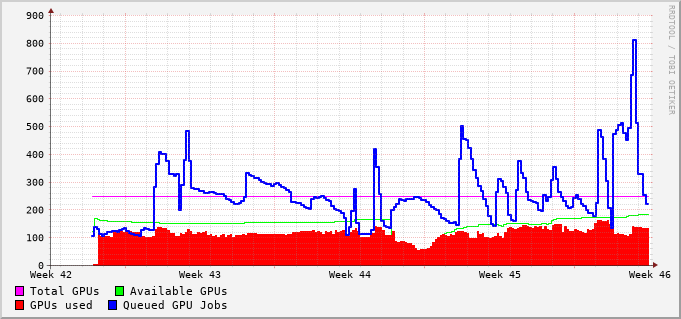 900
800
700
600
500
400
300
200
100
0
Week 42 Week 43 Week 44 Week 45 Week 46
Total GPUs Available GPUs
GPUs used Queued GPU Jobs
RRDTOOL / TOBI OETIKER